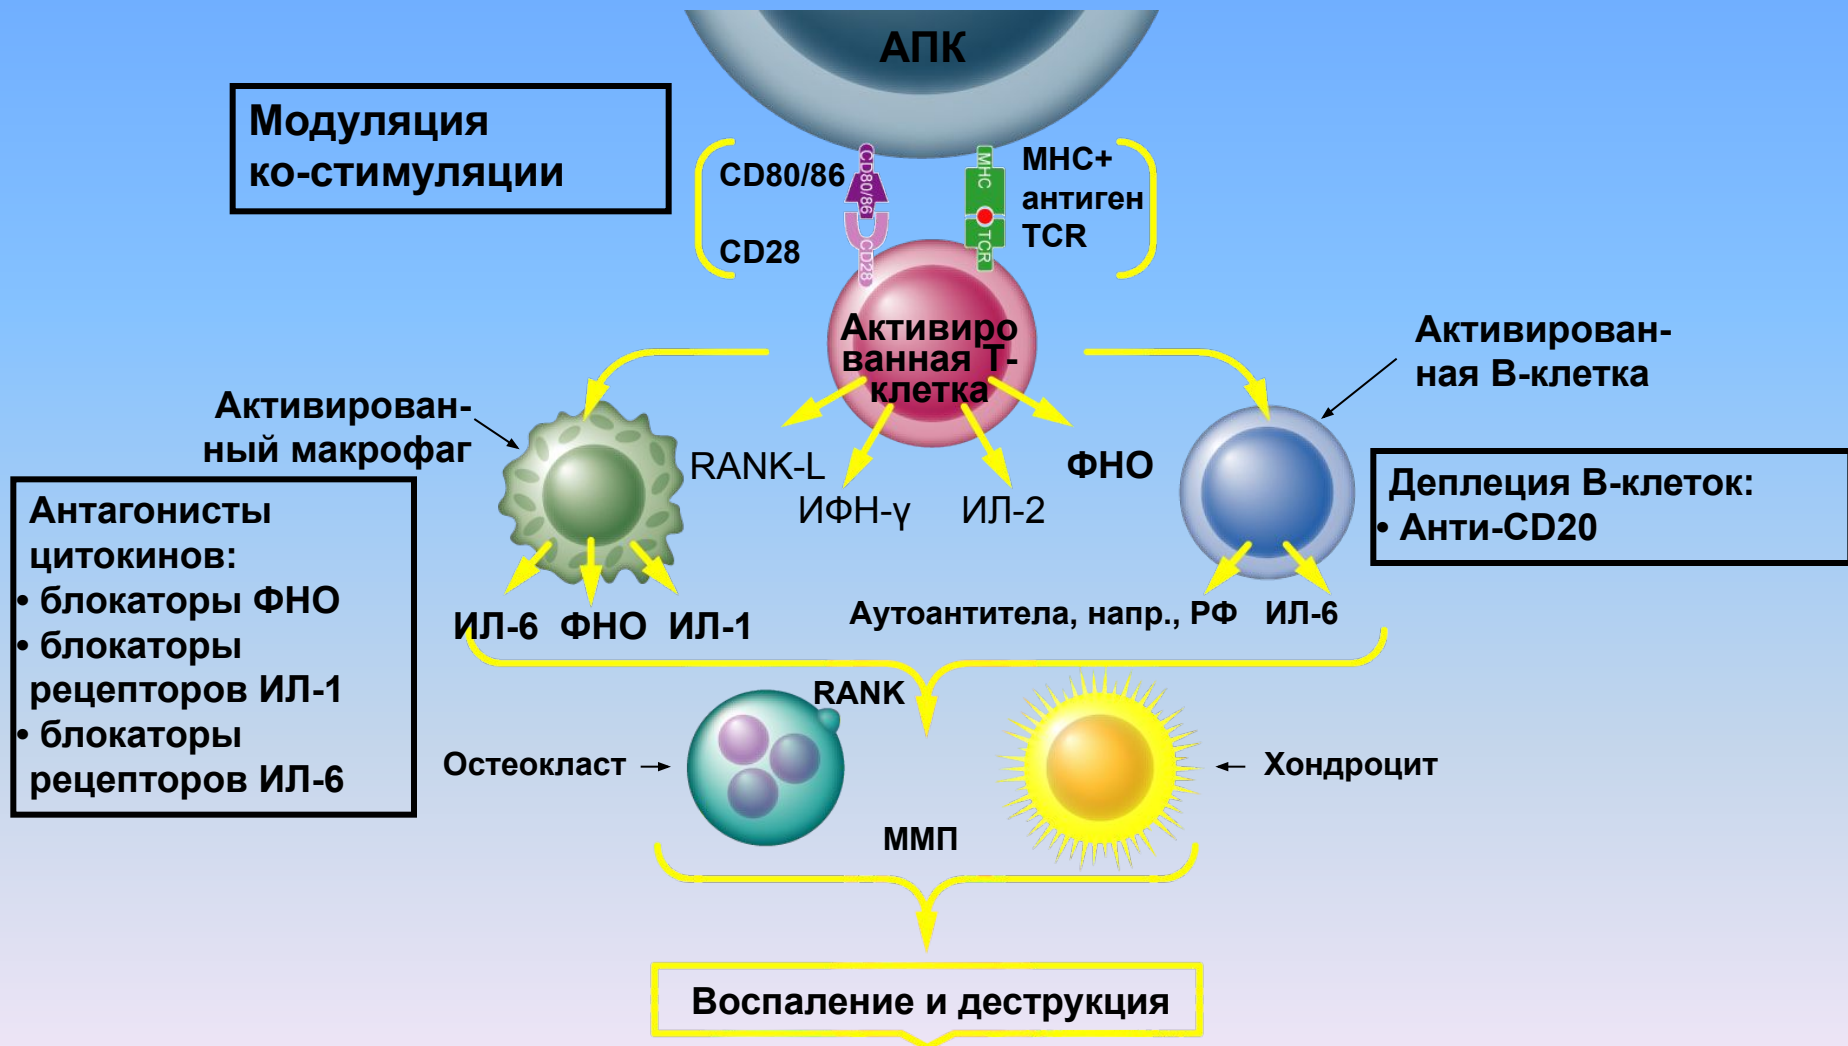 АПК
Модуляция
ко-стимуляции
CD80/86
CD28
CD80/86
CD28
MHC
TCR
МНС+
антиген
TCR
Активиро
ванная Т-
клетка
Активирован-
ная В-клетка
Активирован-
ный макрофаг
RANK-L
ИФН-γ
ИЛ-2
ФНО
Антагонисты
цитокинов:
• блокаторы ФНО
• блокаторы
рецепторов ИЛ-1
• блокаторы
рецепторов ИЛ-6
Деплеция В-клеток:
• Анти-CD20
ИЛ-6 ФНО ИЛ-1
Аутоантитела, напр., РФ ИЛ-6
RANK
Остеокласт
Хондроцит
ММП
Воспаление и деструкция